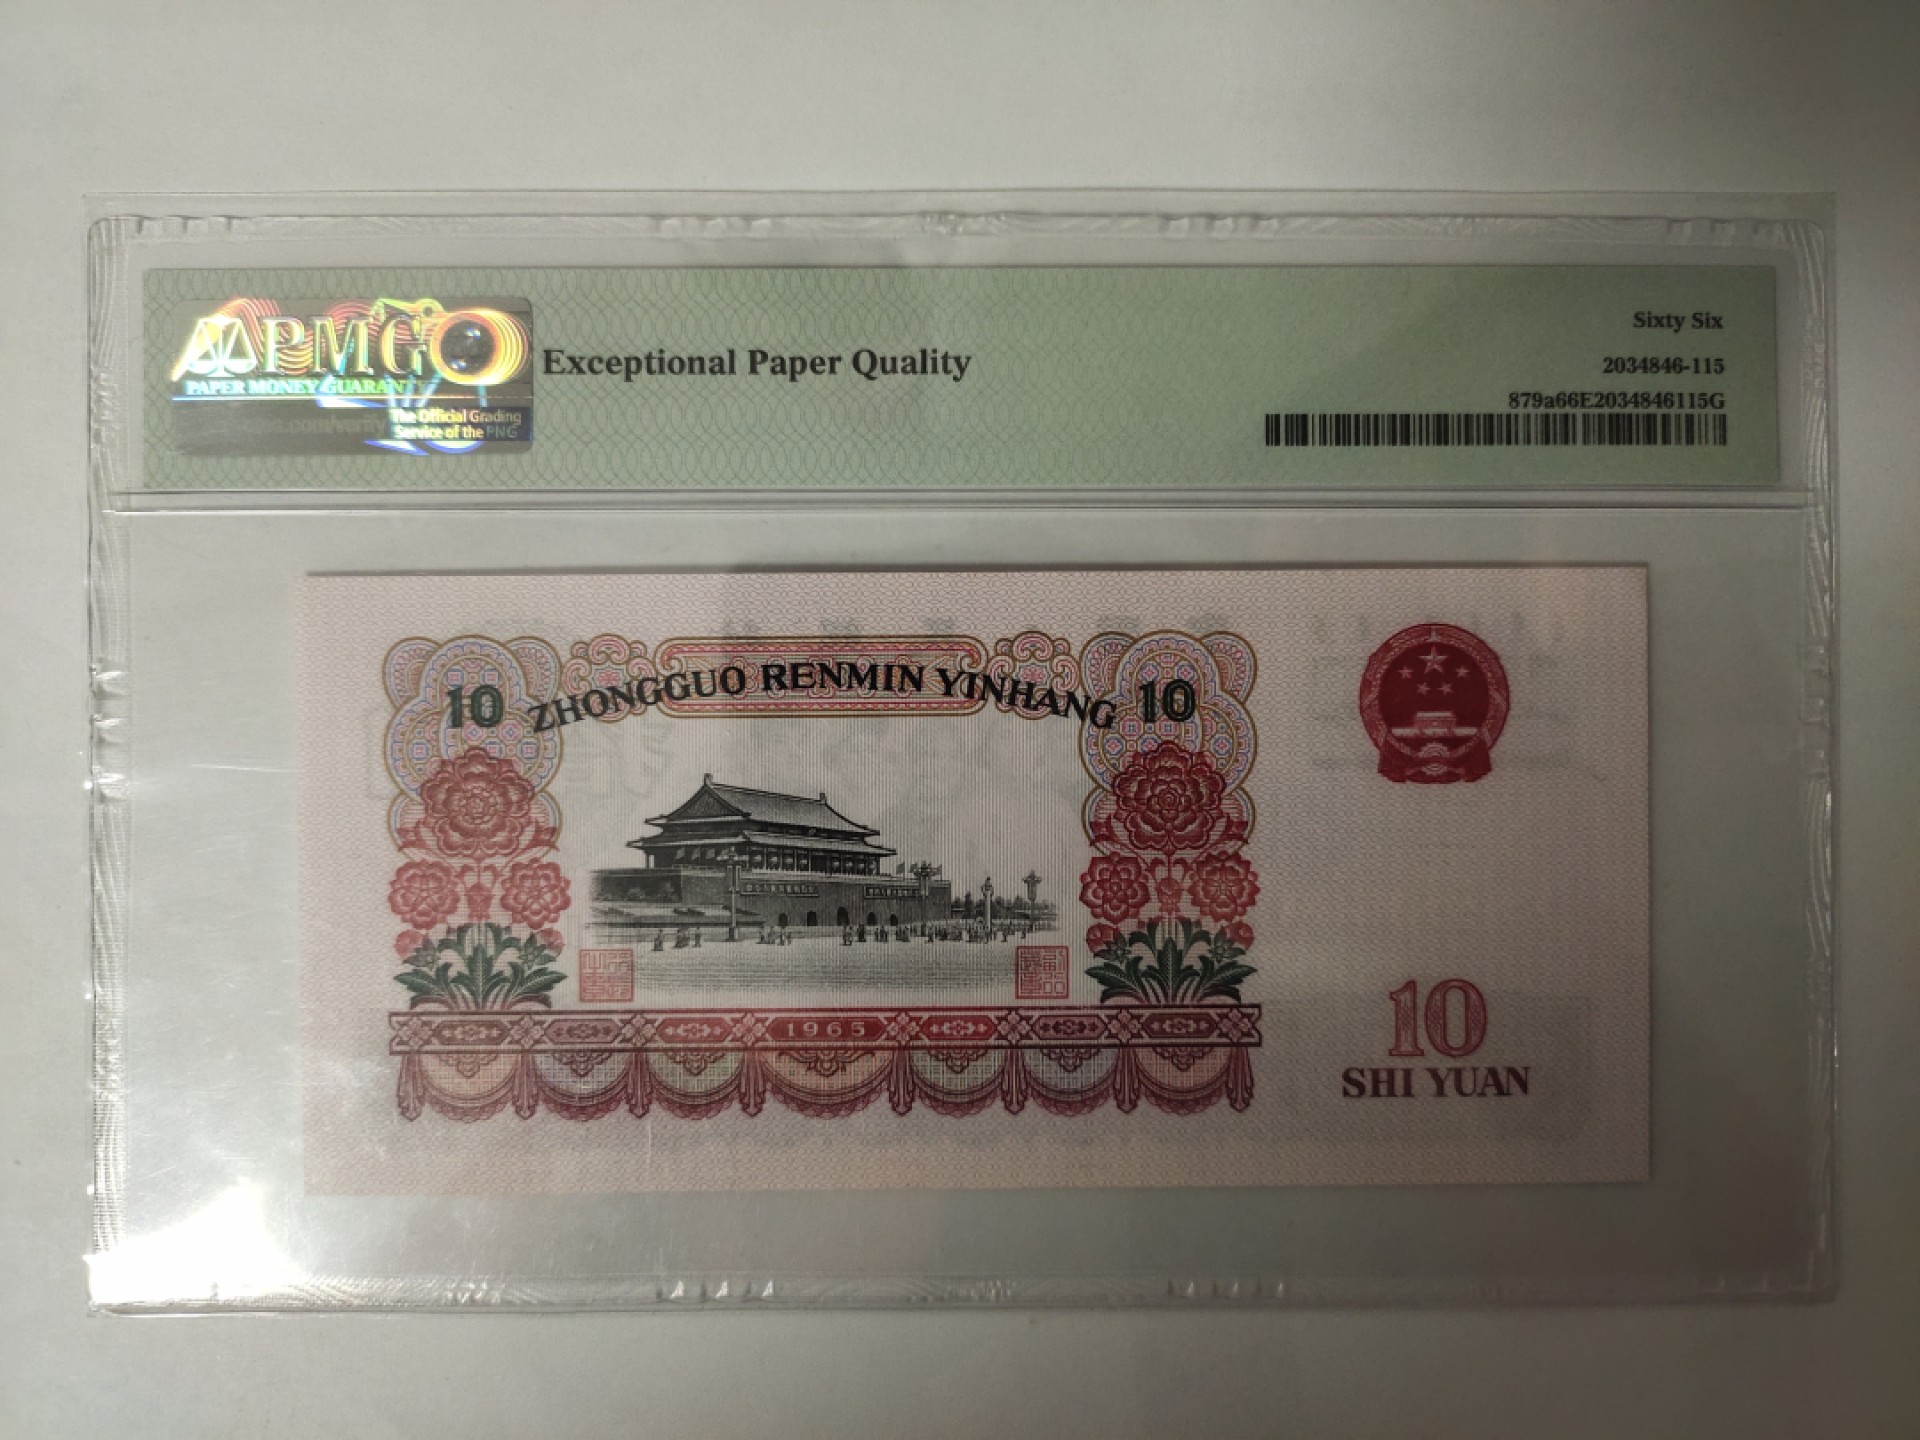 PMG
PAPER MONEY GUARANTY
The Official Grading
Service of the PNG
Exceptional Paper Quality
Sixty Six
2034846-115
879a66E2034846115G
10 ZHONGGUO RENMIN YINHANG 10
1965
10
SHI YUAN